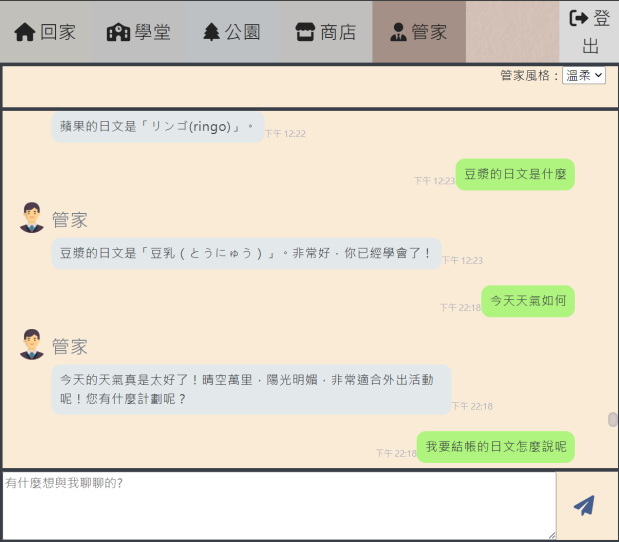 回家 學堂 公園 商店 管家 登
出
管家風格：溫柔
蘋果的日文是「リンゴ(ringo)」。
下午 12:22
豆漿的日文是什麼
下午 12:23
管家
豆漿的日文是「豆乳（とうにゅう）」。非常好，你已經學會了！
下午 12:23
今天天氣如何
下午 22:18
管家
今天的天氣真是太好了！晴空萬里，陽光明媚，非常適合外出活動
呢！您有什麼計劃呢？
下午 22:18
我要結帳的日文怎麼說呢
下午 22:18
有什麼想與我聊聊的?